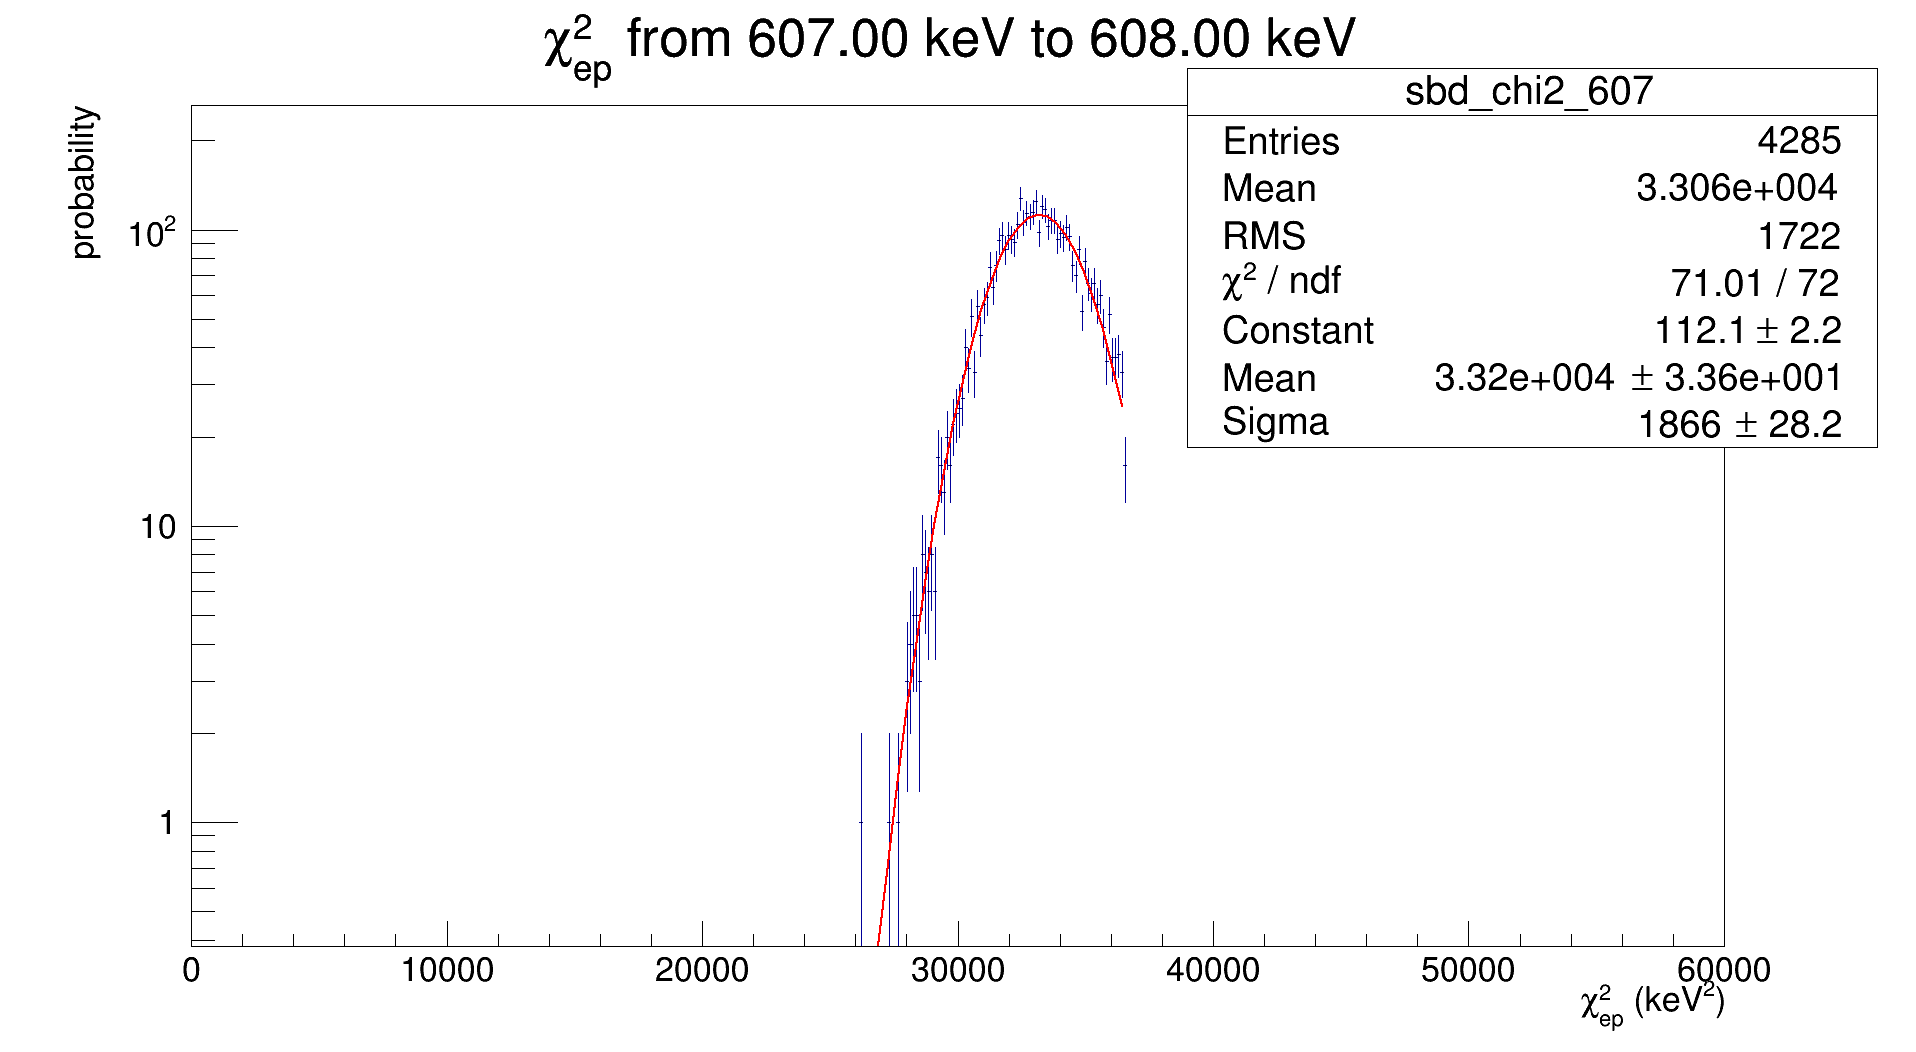 χ²ep from 607.00 keV to 608.00 keV
sbd_chi2_607
Entries 4285
Mean 3.306e+004
RMS 1722
χ² / ndf 71.01 / 72
Constant 112.1 ± 2.2
Mean 3.32e+004 ± 3.36e+001
Sigma 1866 ± 28.2
probability
10²
10
1
0 10000 20000 30000 40000 50000 60000
χ²ep (keV²)